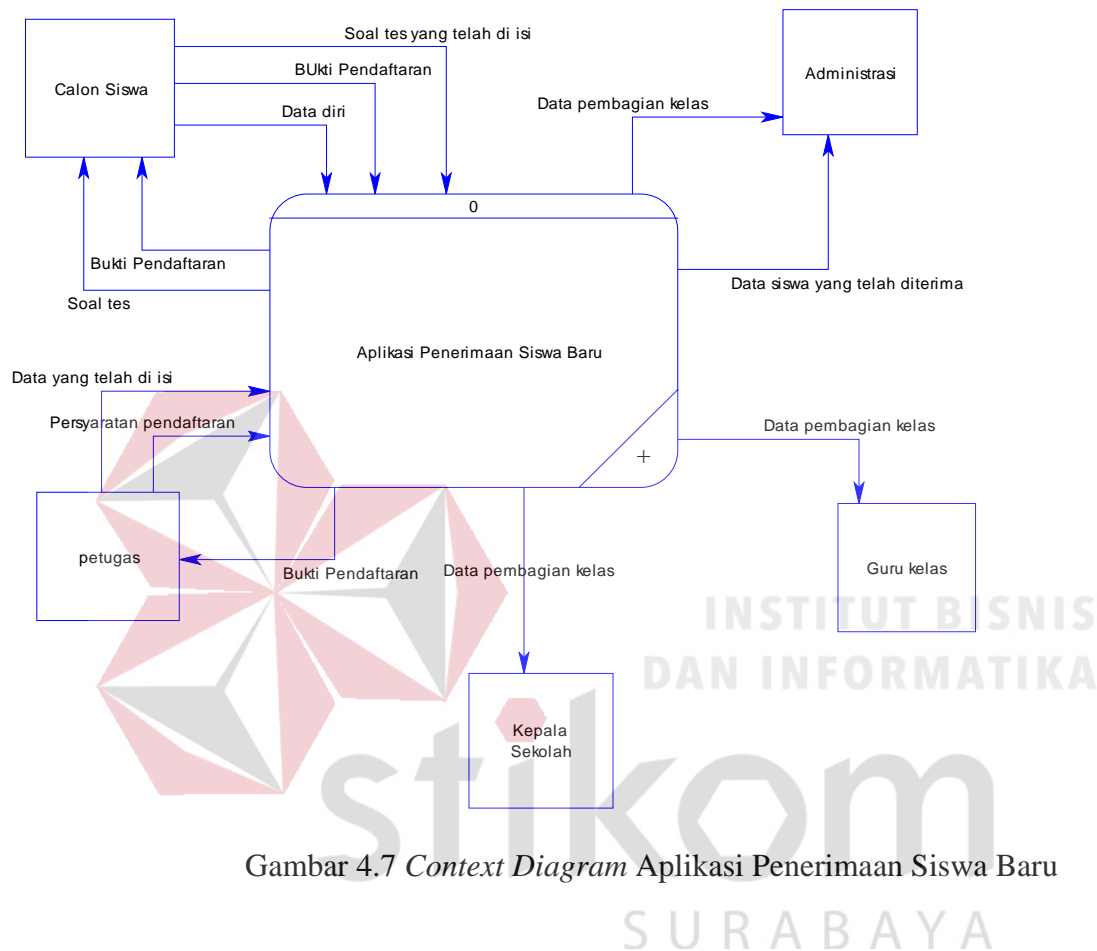 Soal tes yang telah di isi
BUkti Pendaftaran
Data diri
Calon Siswa
Administrasi
Data pembagian kelas
0
Bukti Pendaftaran
Soal tes
Data siswa yang telah diterima
Aplikasi Penerimaan Siswa Baru
Data yang telah di isi
Persyaratan pendaftaran
Data pembagian kelas
+
petugas
Bukti Pendaftaran
Data pembagian kelas
Guru kelas
INSTITUT BISNIS
DAN INFORMATIKA
Kepala
Sekolah
stikom
Gambar 4.7 Context Diagram Aplikasi Penerimaan Siswa Baru
SURABAYA